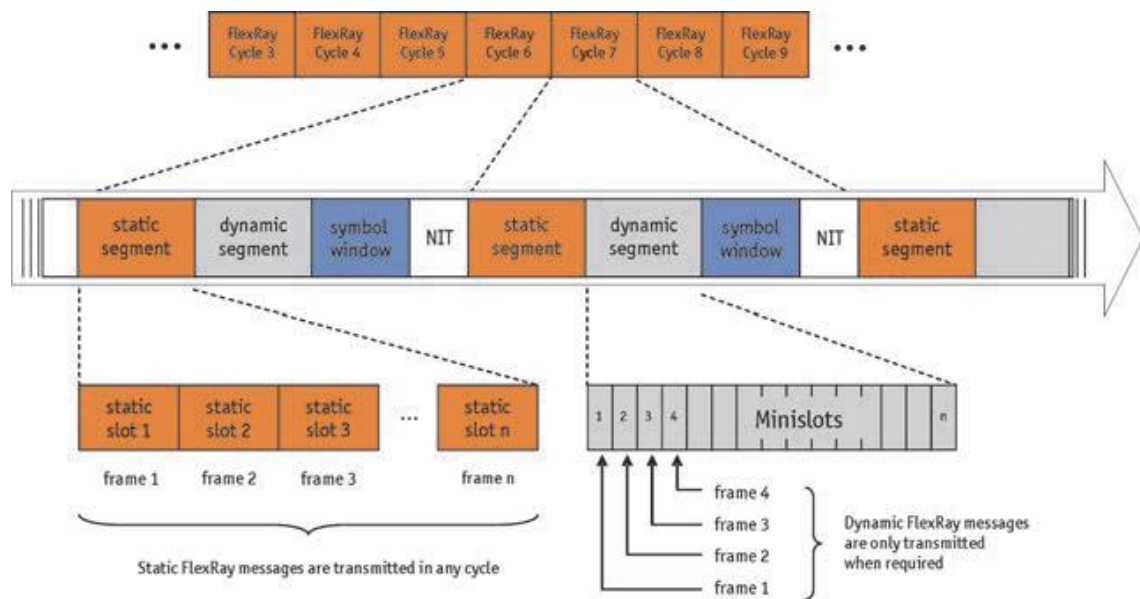 ••• FlexRay Cycle 3 FlexRay Cycle 4 FlexRay Cycle 5 FlexRay Cycle 6 FlexRay Cycle 7 FlexRay Cycle 8 FlexRay Cycle 9 •••
static segment
dynamic segment
symbol window
NIT
static segment
dynamic segment
symbol window
NIT
static segment
static slot 1
static slot 2
static slot 3
...
static slot n
frame 1
frame 2
frame 3
frame n
Static FlexRay messages are transmitted in any cycle
1 2 3 4 Minislots n
frame 4
frame 3
frame 2
frame 1
Dynamic FlexRay messages
are only transmitted
when required